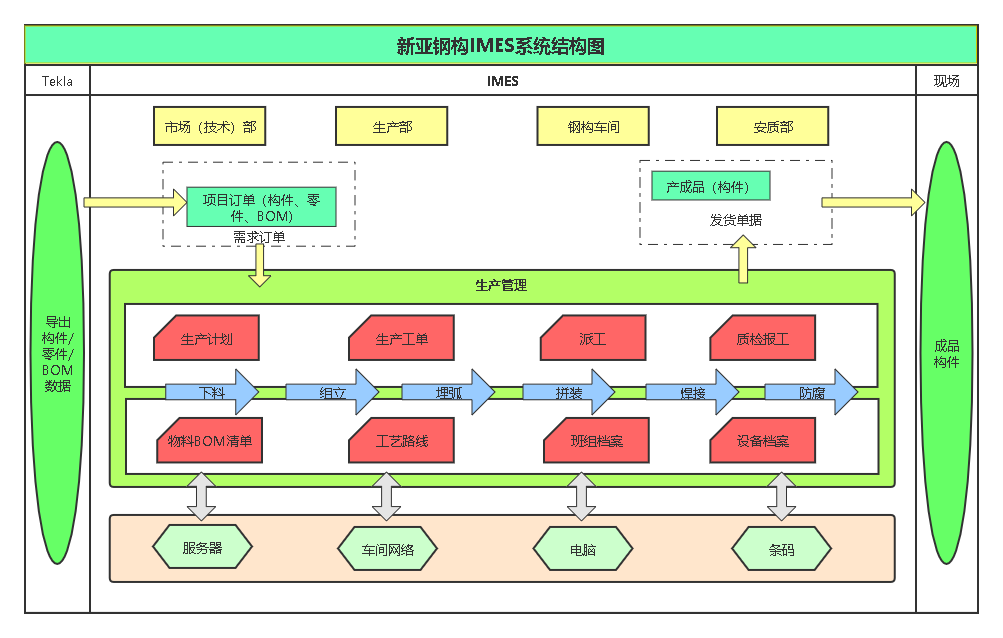 新亚钢构IMES系统结构图
Tekla
IMES
现场
市场（技术）部
生产部
钢构车间
安质部
项目订单（构件、零
件、BOM）
需求订单
产成品（构件）
发货单据
生产管理
导出
构件/
零件/
BOM
数据
成品
构件
生产计划
生产工单
派工
质检报工
下料
组立
埋弧
拼装
焊接
防腐
物料BOM清单
工艺路线
班组档案
设备档案
服务器
车间网络
电脑
条码